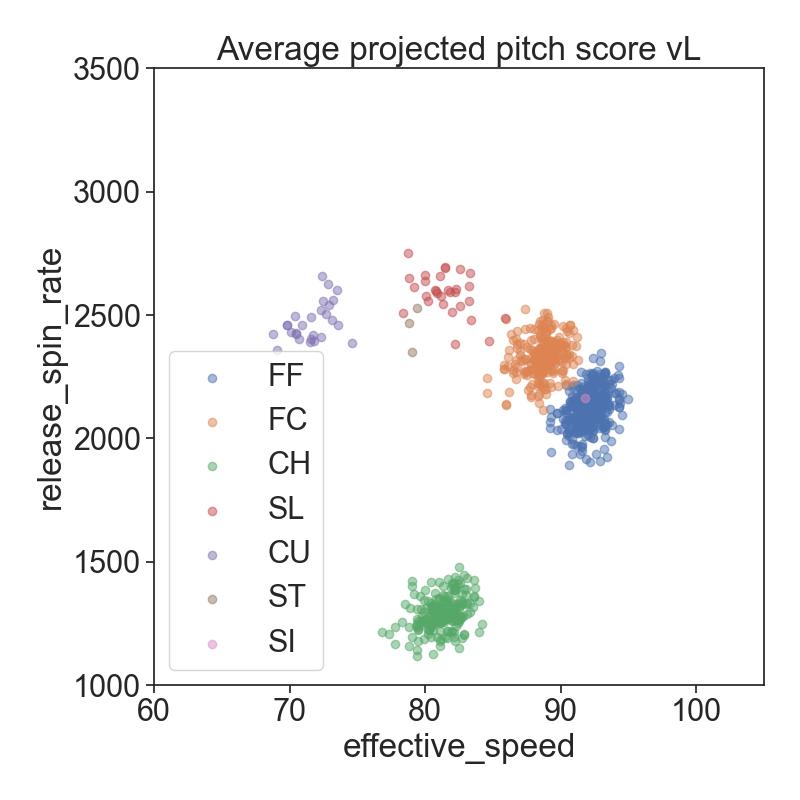 Average projected pitch score vL
3500
3000
2500
2000
1500
1000
release_spin_rate
FF
FC
CH
SL
CU
ST
SI
60 70 80 90 100
effective_speed